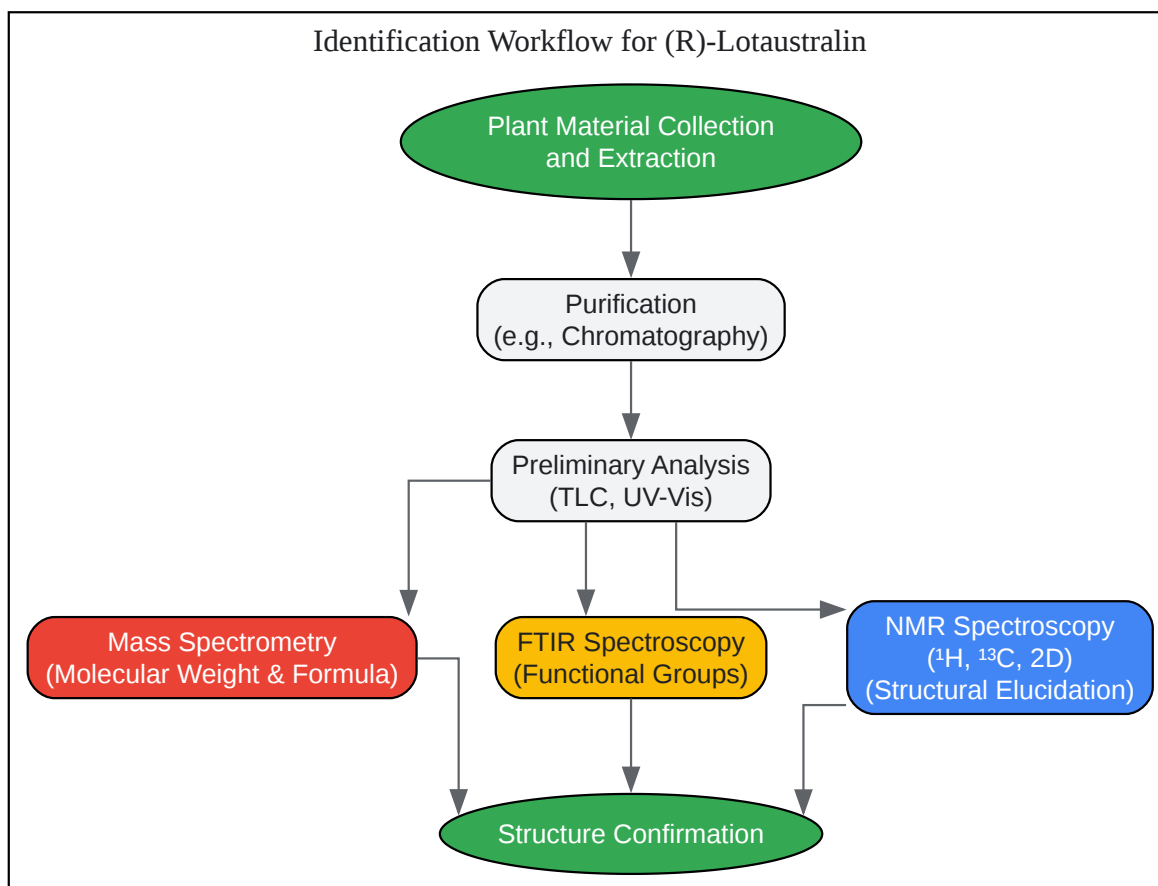 Identification Workflow for (R)-Lotaustralin
Plant Material Collection
and Extraction
Purification
(e.g., Chromatography)
Preliminary Analysis
(TLC, UV-Vis)
Mass Spectrometry
(Molecular Weight & Formula)
FTIR Spectroscopy
(Functional Groups)
NMR Spectroscopy
(¹H, ¹³C, 2D)
(Structural Elucidation)
Structure Confirmation